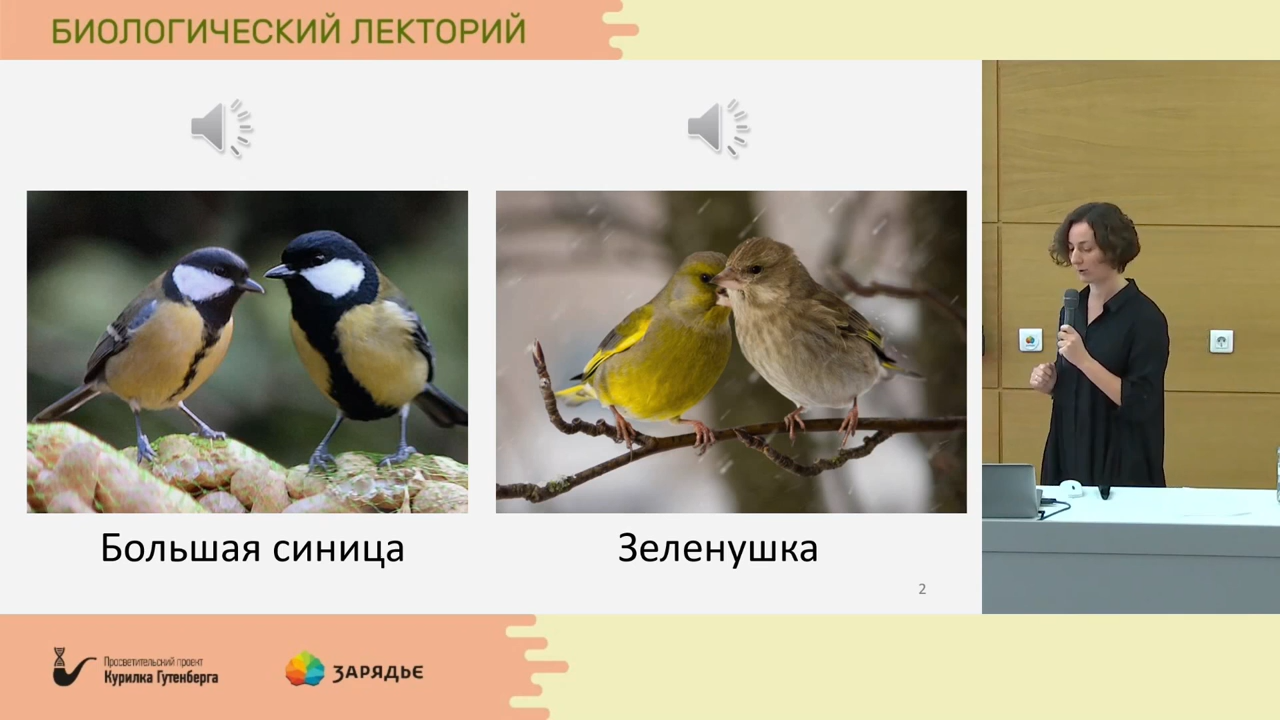 БИОЛОГИЧЕСКИЙ ЛЕКТОРИЙ
Большая синица
Зеленушка
2
Просветительский проект
Курилка Гутенберга
ЗАРЯДЬЕ